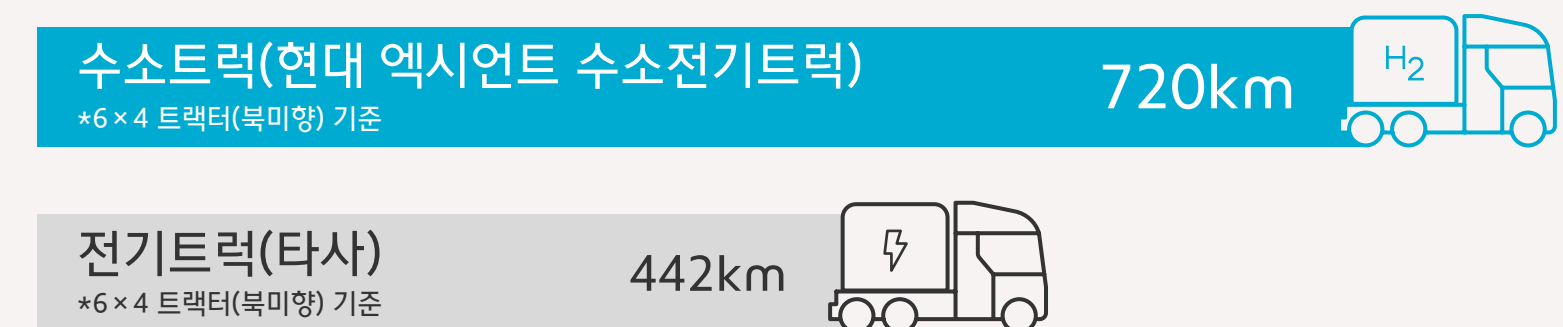 수소트럭(현대 엑시언트 수소전기트럭)
*6×4 트랙터(북미향) 기준
720km
H2
전기트럭(타사)
*6×4 트랙터(북미향) 기준
442km